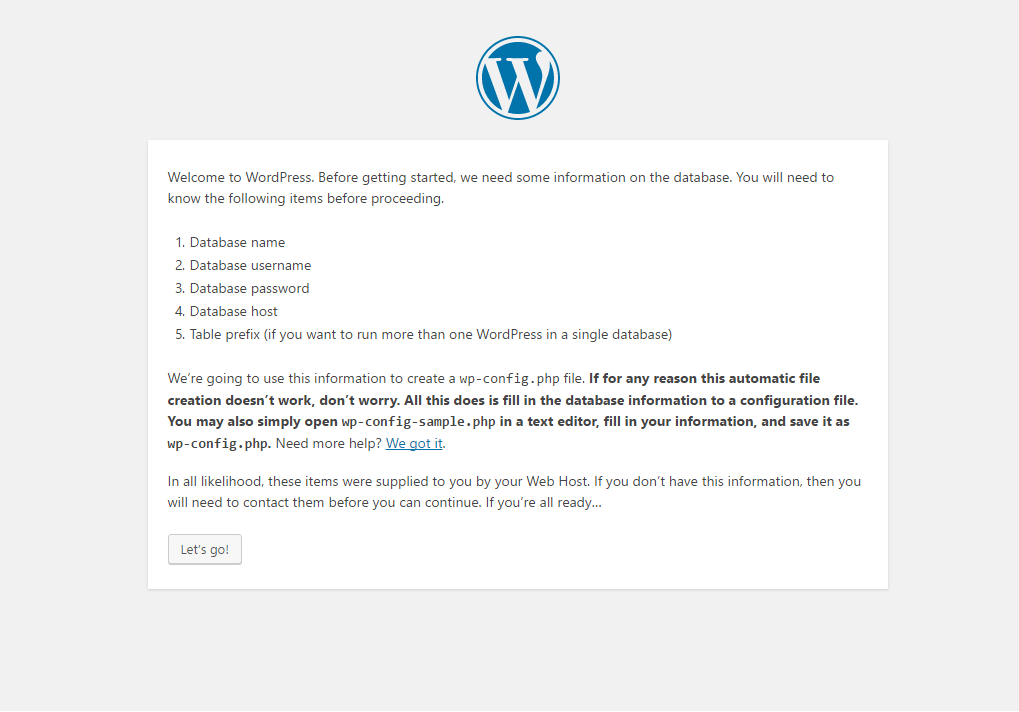 Welcome to WordPress. Before getting started, we need some information on the database. You will need to
know the following items before proceeding.
1. Database name
2. Database username
3. Database password
4. Database host
5. Table prefix (if you want to run more than one WordPress in a single database)
We’re going to use this information to create a wp-config.php file. If for any reason this automatic file
creation doesn’t work, don’t worry. All this does is fill in the database information to a configuration file.
You may also simply open wp-config-sample.php in a text editor, fill in your information, and save it as
wp-config.php. Need more help? We got it.
In all likelihood, these items were supplied to you by your Web Host. If you don’t have this information, then you
will need to contact them before you can continue. If you’re all ready…
Let’s go!